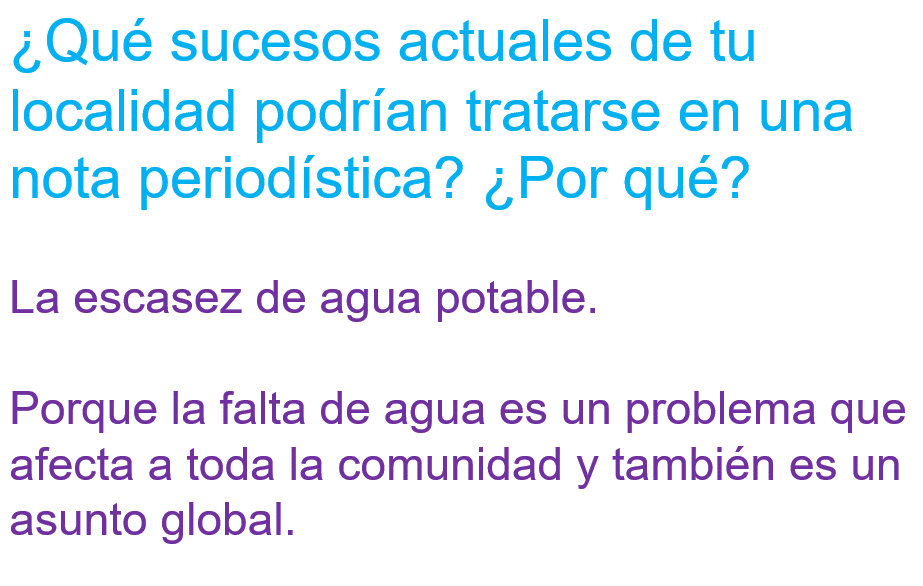 ¿Qué sucesos actuales de tu
localidad podrían tratarse en una
nota periodística? ¿Por qué?
La escasez de agua potable.
Porque la falta de agua es un problema que
afecta a toda la comunidad y también es un
asunto global.